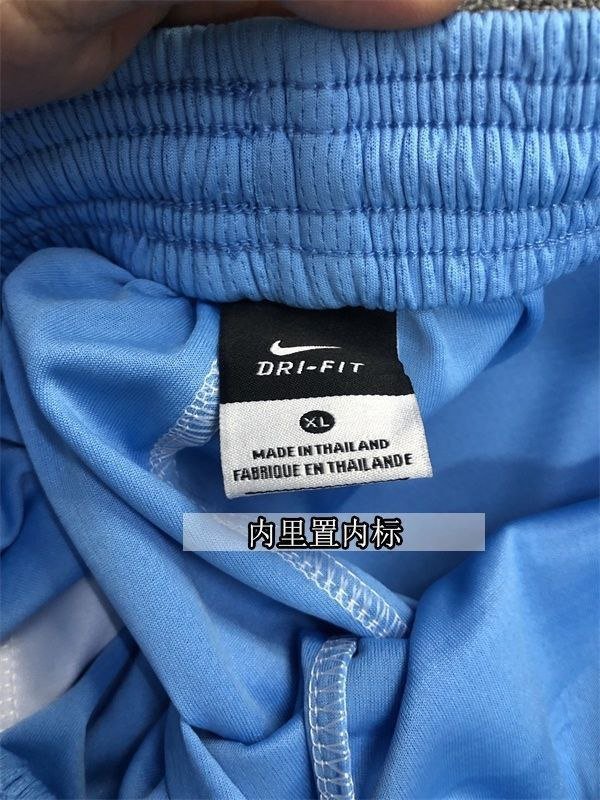 DRI-FIT
XL
MADE IN THAILAND
FABRIQUE EN THAILANDE
内里置内标